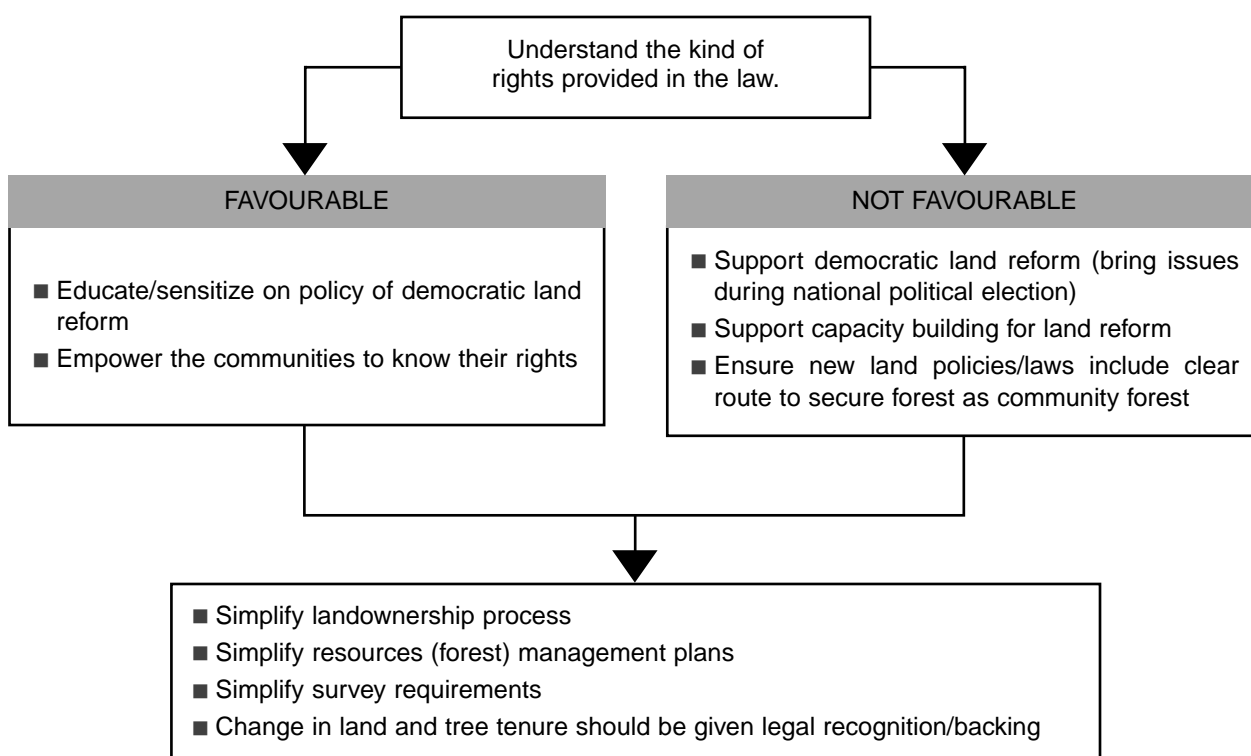 Understand the kind of
rights provided in the law.
FAVOURABLE
■ Educate/sensitize on policy of democratic land
reform
■ Empower the communities to know their rights
NOT FAVOURABLE
■ Support democratic land reform (bring issues
during national political election)
■ Support capacity building for land reform
■ Ensure new land policies/laws include clear
route to secure forest as community forest
■ Simplify landownership process
■ Simplify resources (forest) management plans
■ Simplify survey requirements
■ Change in land and tree tenure should be given legal recognition/backing